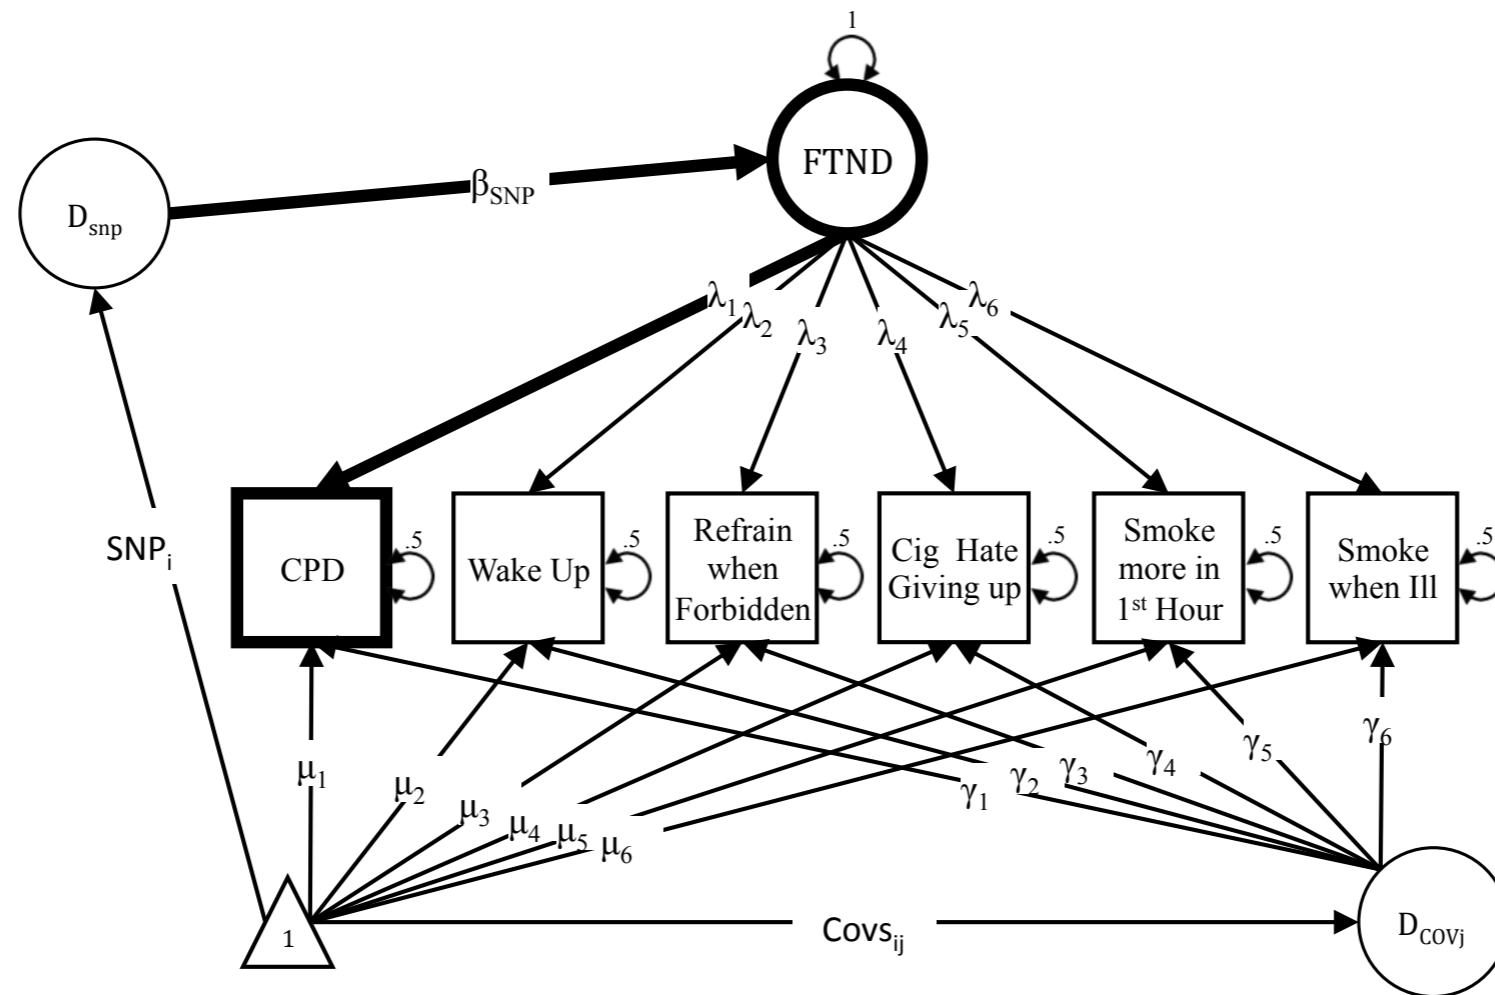 1
FTND
D_snp
β_SNP
λ_1
λ_2
λ_3
λ_4
λ_5
λ_6
SNP_i
CPD
.5
Wake Up
.5
Refrain
when
Forbidden
.5
Cig Hate
Giving up
.5
Smoke
more in
1^st Hour
.5
Smoke
when Ill
.5
μ_1
μ_2
μ_3
μ_4
μ_5
μ_6
γ_1
γ_2
γ_3
γ_4
γ_5
γ_6
1
Covs_ij
D_COVj